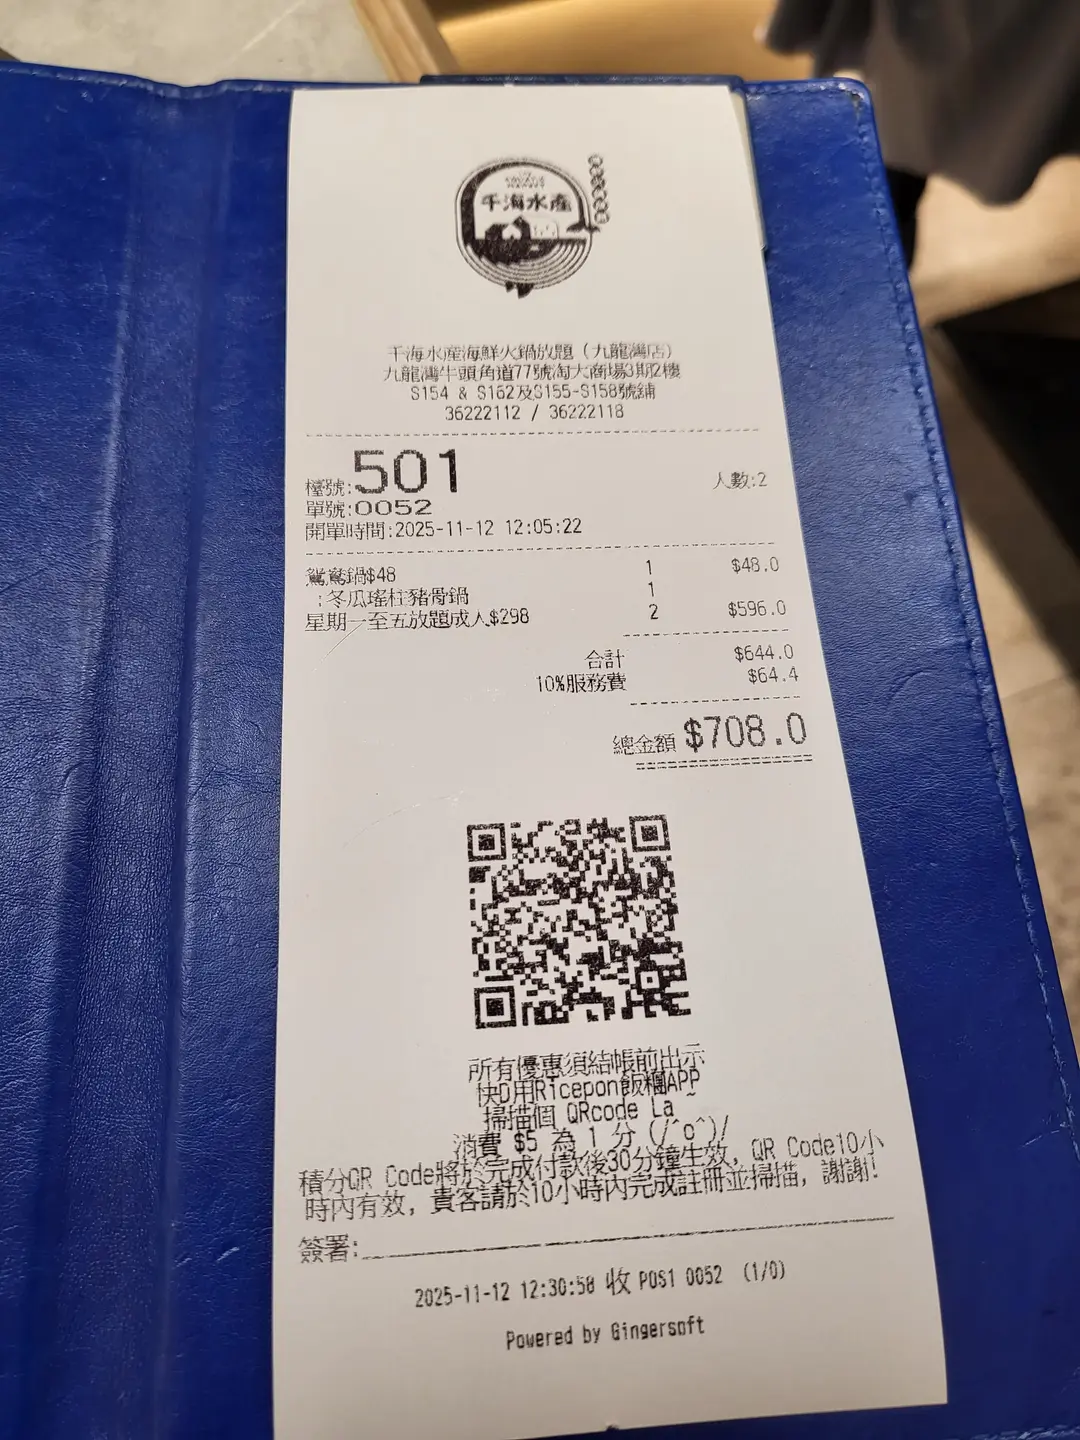 千海水產
千海水產海鮮火鍋放題（九龍灣店）
九龍灣牛頭角道77號淘大商場3期2樓
S154 & S162及S155-S158號舖
36222112 / 36222118
檯號:501
人數:2
單號:0052
開單時間:2025-11-12 12:05:22
鴛鴦鍋$48 1 $48.0
:冬瓜瑤柱豬骨鍋 1
星期一至五放題成人$298 2 $596.0
合計 $644.0
10%服務費 $64.4
總金額 $708.0
所有優惠須結帳前出示
快D用Ricepon飯糰APP
掃描個 QRcode La ~
消費 $5 為 1 分 (/^o^)/
積分QR Code將於完成付款後30分鐘生效, QR Code10小
時內有效, 貴客請於10小時內完成註冊並掃描, 謝謝!
簽署:
2025-11-12 12:30:58 收 POS1 0052 (1/0)
Powered by Gingersoft